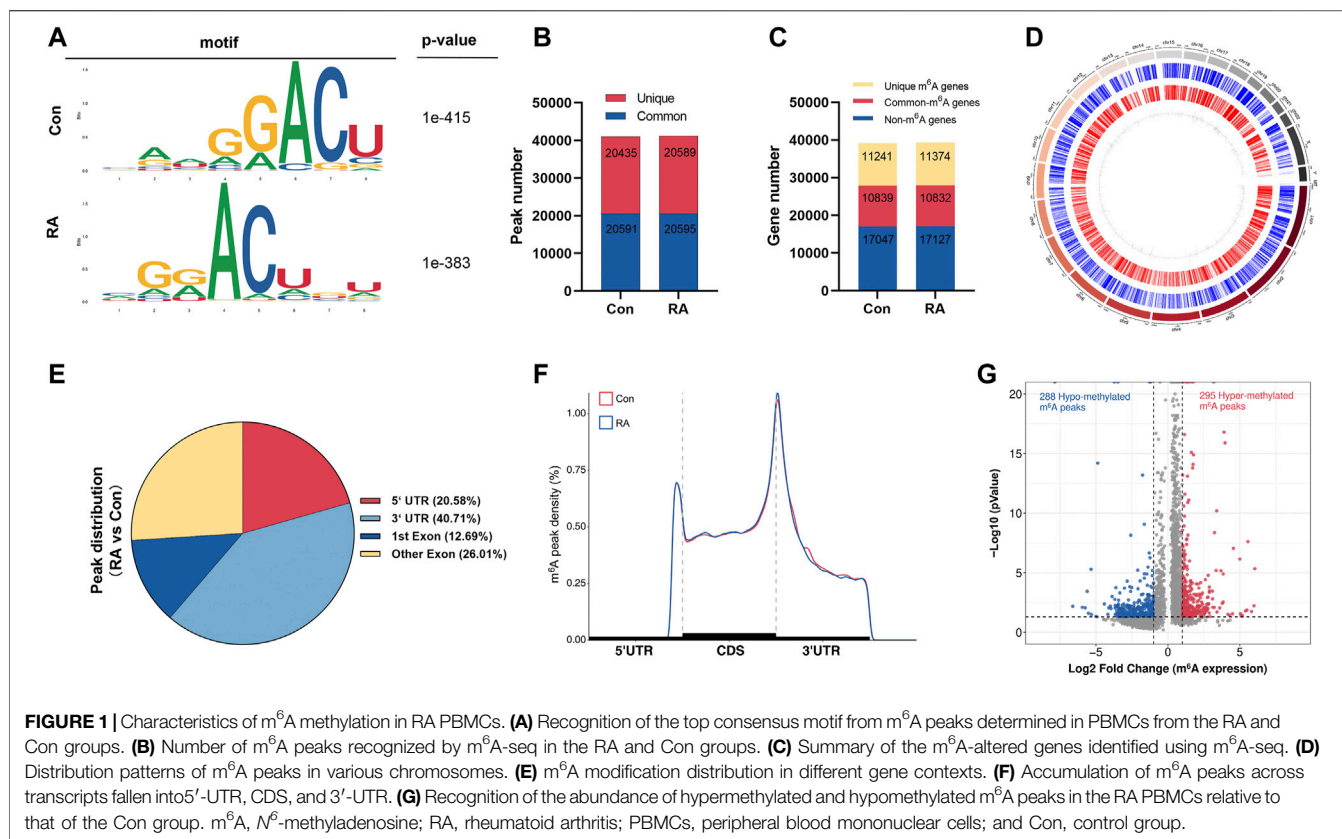 A
motif
p-value
Con
1e-415
RA
1e-383
B
Unique
Common
Peak number
50000
40000
30000
20000
10000
0
20435
20589
20591
20595
Con
RA
C
Unique m⁶A genes
Common-m⁶A genes
Non-m⁶A genes
Gene number
50000
40000
30000
20000
10000
0
11241
11374
10839
10832
17047
17127
Con
RA
D
E
Peak distribution
(RA vs Con)
5‘ UTR (20.58%)
3‘ UTR (40.71%)
1st Exon (12.69%)
Other Exon (26.01%)
F
Con
RA
m⁶A peak density (%)
1.00
0.75
0.50
0.25
0.00
5'UTR
CDS
3'UTR
G
288 Hypo-methylated
m⁶A peaks
295 Hyper-methylated
m⁶A peaks
−Log10 (pValue)
20
15
10
5
0
−5
0
5
Log2 Fold Change (m⁶A expression)
FIGURE 1 | Characteristics of m⁶A methylation in RA PBMCs. (A) Recognition of the top consensus motif from m⁶A peaks determined in PBMCs from the RA and
Con groups. (B) Number of m⁶A peaks recognized by m⁶A-seq in the RA and Con groups. (C) Summary of the m⁶A-altered genes identified using m⁶A-seq. (D)
Distribution patterns of m⁶A peaks in various chromosomes. (E) m⁶A modification distribution in different gene contexts. (F) Accumulation of m⁶A peaks across
transcripts fallen into5′-UTR, CDS, and 3′-UTR. (G) Recognition of the abundance of hypermethylated and hypomethylated m⁶A peaks in the RA PBMCs relative to
that of the Con group. m⁶A, N⁶-methyladenosine; RA, rheumatoid arthritis; PBMCs, peripheral blood mononuclear cells; and Con, control group.